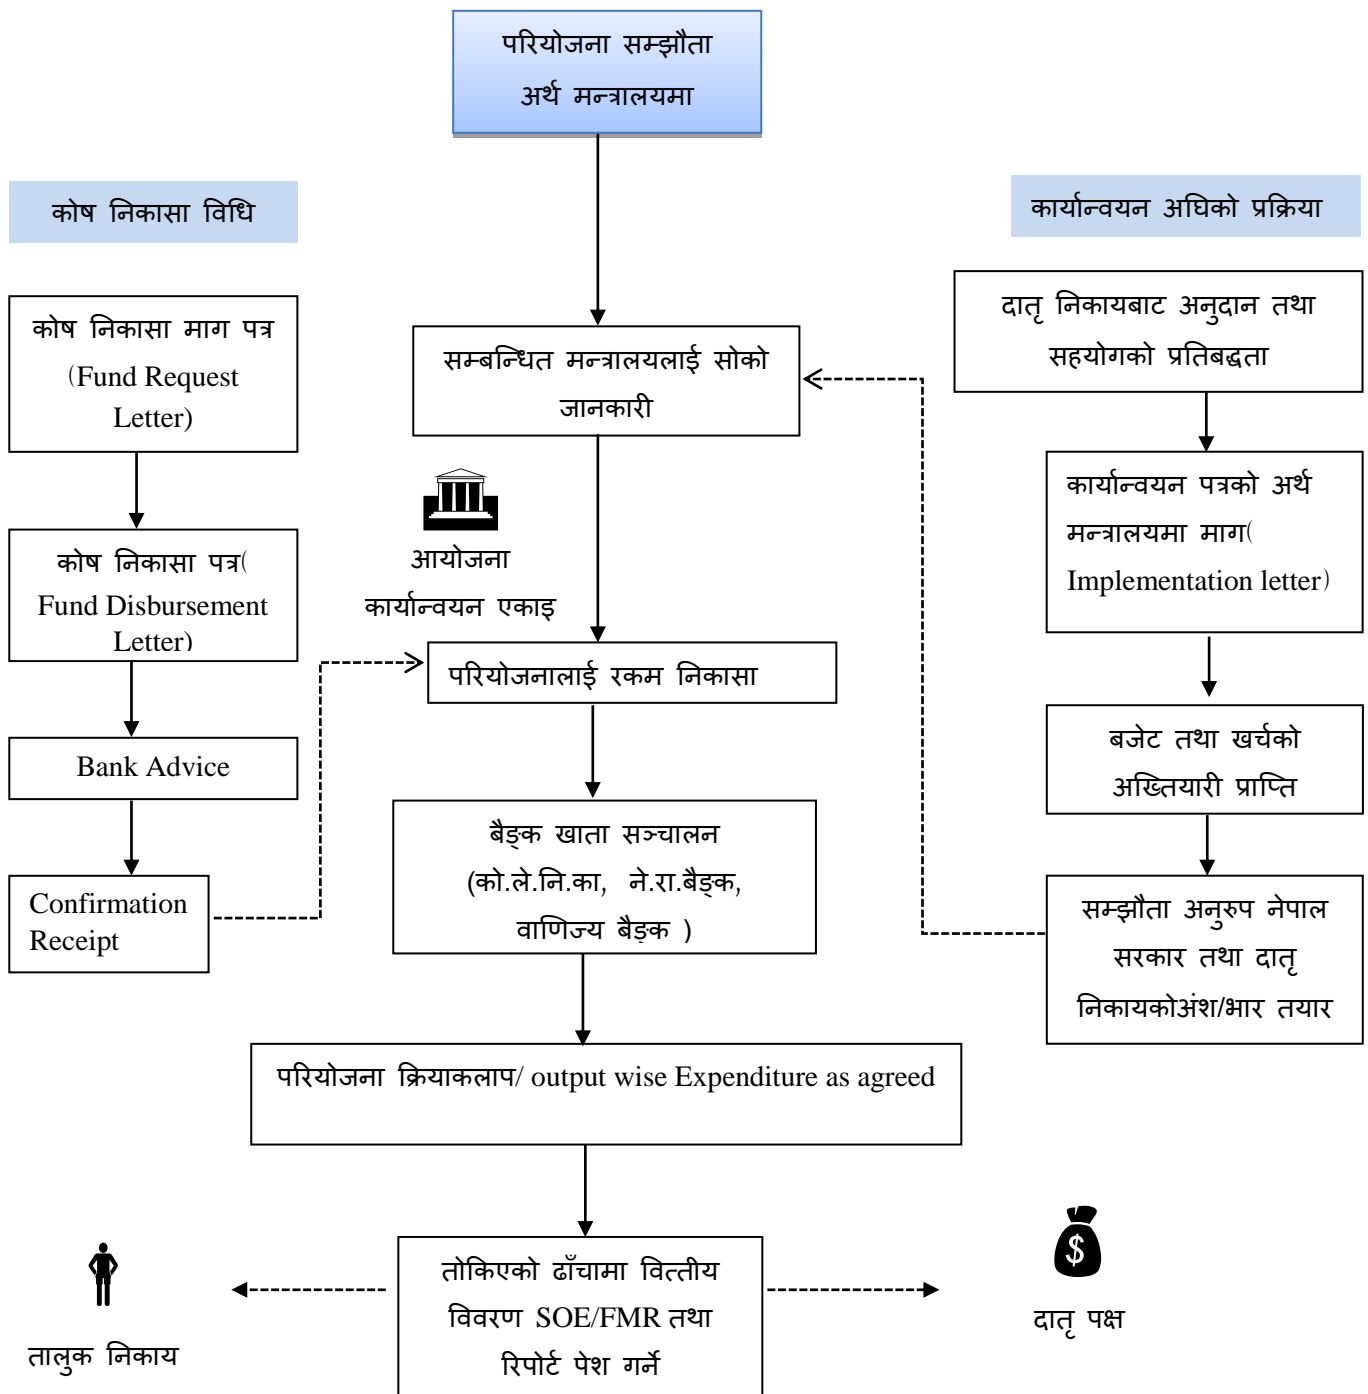 परियोजना सम्झौता
अर्थ मन्त्रालयमा
कोष निकासा विधि
कार्यान्वयन अघिको प्रक्रिया
कोष निकासा माग पत्र
(Fund Request
Letter)
सम्बन्धित मन्त्रालयलाई सोको
जानकारी
दातृ निकायबाट अनुदान तथा
सहयोगको प्रतिबद्धता
कार्यान्वयन पत्रको अर्थ
मन्त्रालयमा माग(
Implementation letter)
कोष निकासा पत्र(
Fund Disbursement
Letter)
आयोजना
कार्यान्वयन एकाइ
परियोजनालाई रकम निकासा
बजेट तथा खर्चको
अख्तियारी प्राप्ति
Bank Advice
बैङ्क खाता सञ्चालन
(को.ले.नि.का, ने.रा.बैङ्क,
वाणिज्य बैङ्क )
Confirmation
Receipt
सम्झौता अनुरुप नेपाल
सरकार तथा दातृ
निकायकोअंश/भार तयार
परियोजना क्रियाकलाप/ output wise Expenditure as agreed
तोकिएको ढाँचामा वित्तीय
विवरण SOE/FMR तथा
रिपोर्ट पेश गर्ने
तालुक निकाय
$
दातृ पक्ष